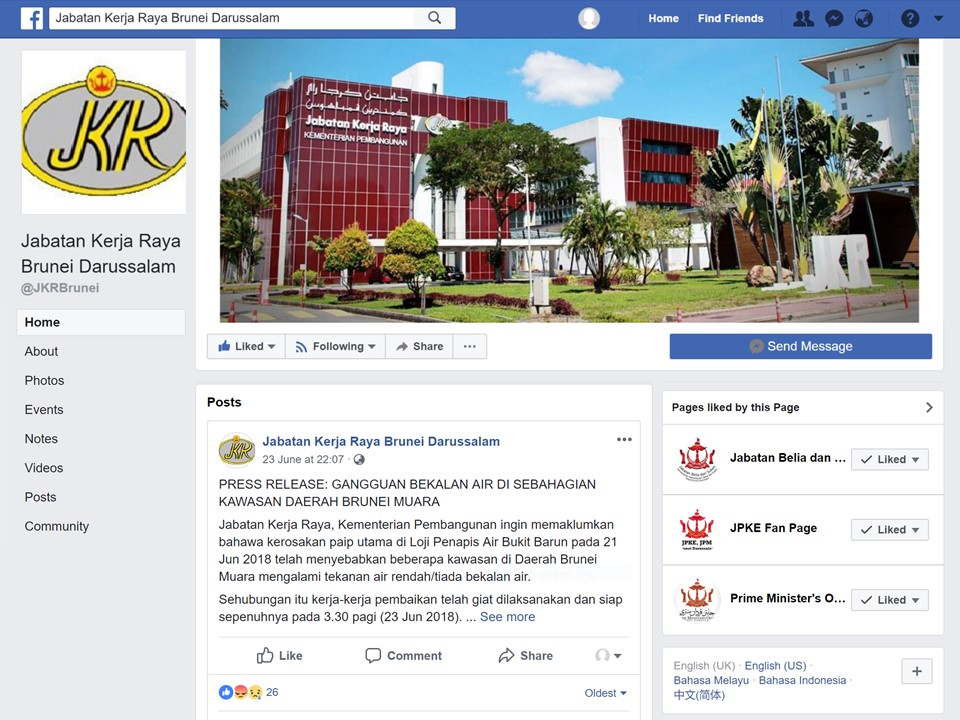 Jabatan Kerja Raya Brunei Darussalam
Home
Find Friends
JKR
Jabatan Kerja Raya
Brunei Darussalam
@JKRBrunei
Home
About
Photos
Events
Notes
Videos
Posts
Community
جابتن كرجا راي
Jabatan Kerja Raya
KEMENTERIAN PEMBANGUNAN
JKR
Liked
Following
Share
Send Message
Posts
Jabatan Kerja Raya Brunei Darussalam
23 June at 22:07 ·
PRESS RELEASE: GANGGUAN BEKALAN AIR DI SEBAHAGIAN
KAWASAN DAERAH BRUNEI MUARA
Jabatan Kerja Raya, Kementerian Pembangunan ingin memaklumkan
bahawa kerosakan paip utama di Loji Penapis Air Bukit Barun pada 21
Jun 2018 telah menyebabkan beberapa kawasan di Daerah Brunei
Muara mengalami tekanan air rendah/tiada bekalan air.
Sehubungan itu kerja-kerja pembaikan telah giat dilaksanakan dan siap
sepenuhnya pada 3.30 pagi (23 Jun 2018). ... See more
Like
Comment
Share
26
Oldest
Pages liked by this Page
Jabatan Belia dan ...
Liked
JPKE, JPM
JPKE Fan Page
Liked
Prime Minister's O...
Liked
English (UK) · English (US) ·
Bahasa Melayu · Bahasa Indonesia ·
中文(简体)